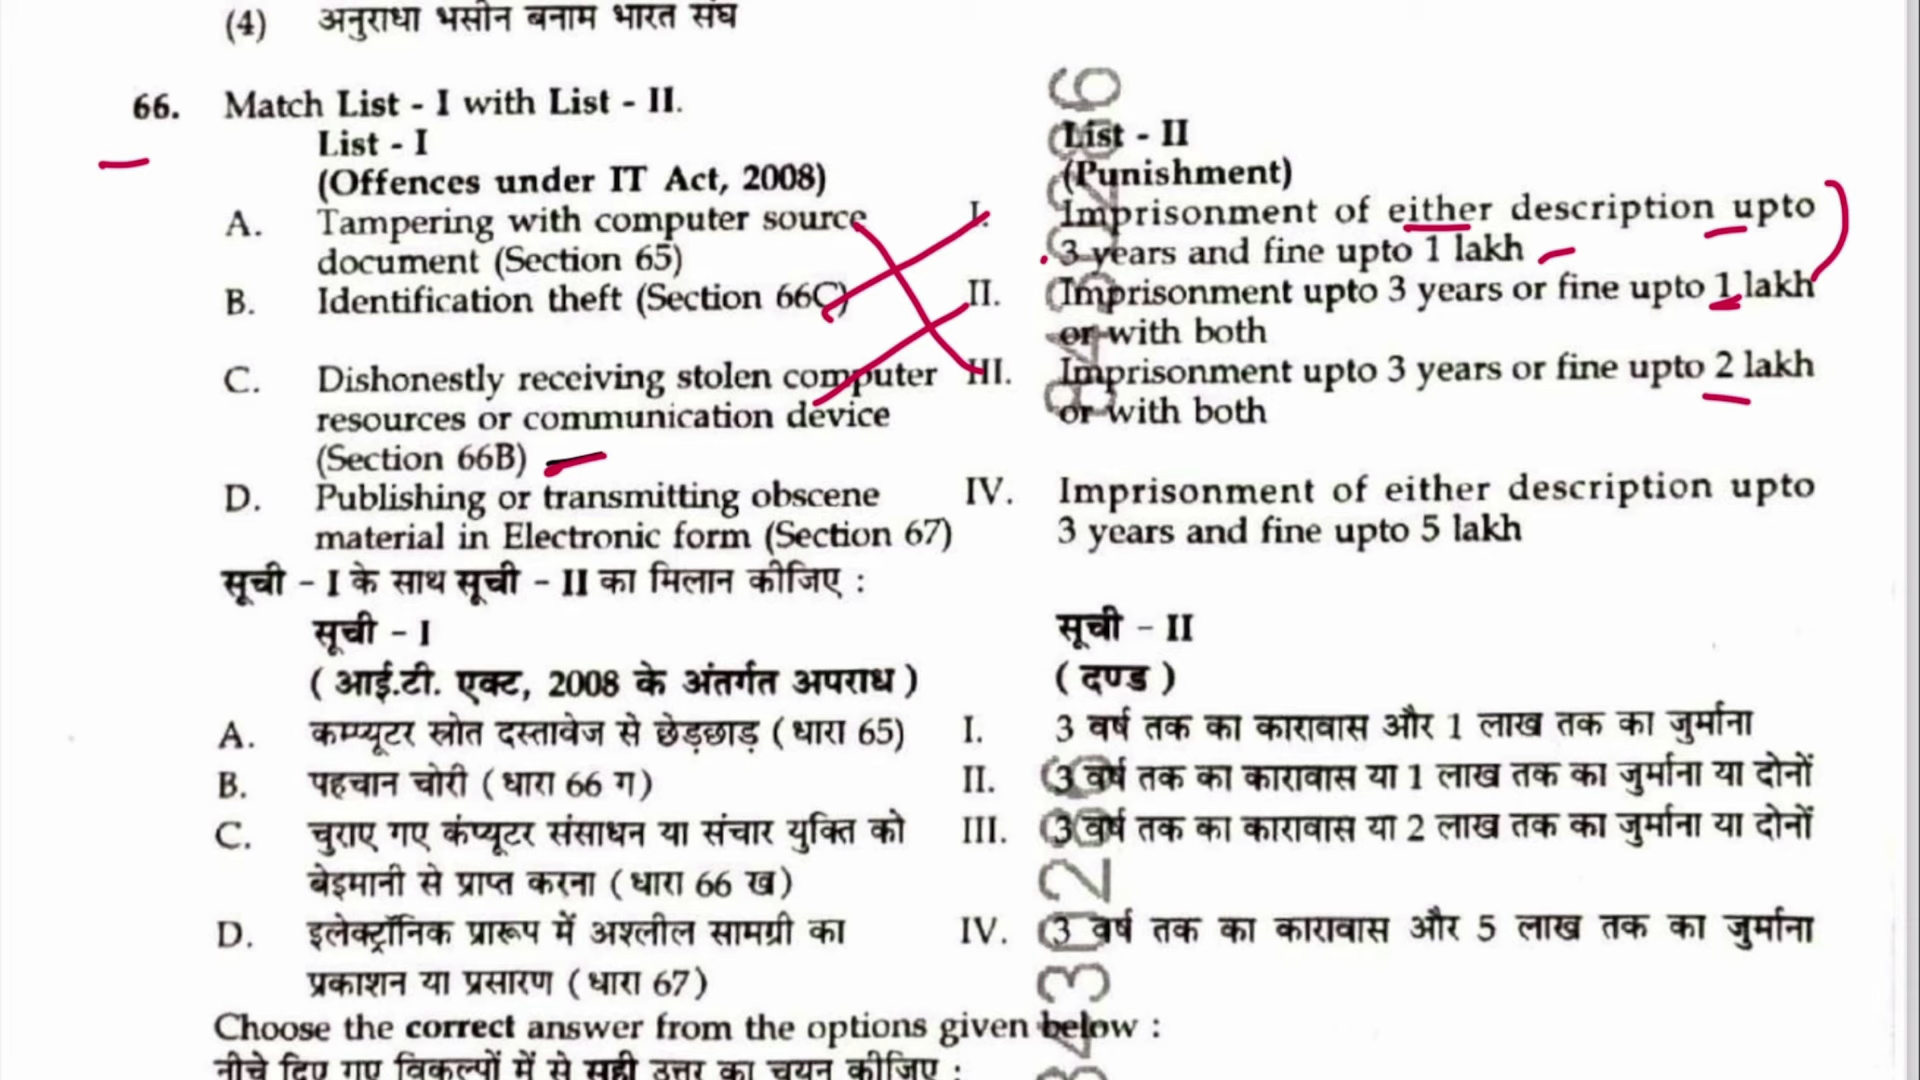 (4) अनुराधा भसीन बनाम भारत संघ
66. Match List - I with List - II.
List - I
(Offences under IT Act, 2008)
List - II
(Punishment)
A. Tampering with computer source document (Section 65)
I. Imprisonment of either description upto 3 years and fine upto 1 lakh
B. Identification theft (Section 66C)
II. Imprisonment upto 3 years or fine upto 1 lakh or with both
C. Dishonestly receiving stolen computer resources or communication device (Section 66B)
III. Imprisonment upto 3 years or fine upto 2 lakh or with both
D. Publishing or transmitting obscene material in Electronic form (Section 67)
IV. Imprisonment of either description upto 3 years and fine upto 5 lakh
सूची - I के साथ सूची - II का मिलान कीजिए :
सूची - I
( आई.टी. एक्ट, 2008 के अंतर्गत अपराध )
सूची - II
( दण्ड )
A. कम्प्यूटर स्रोत दस्तावेज से छेड़छाड़ ( धारा 65)
I. 3 वर्ष तक का कारावास और 1 लाख तक का जुर्माना
B. पहचान चोरी ( धारा 66 ग )
II. 3 वर्ष तक का कारावास या 1 लाख तक का जुर्माना या दोनों
C. चुराए गए कंप्यूटर संसाधन या संचार युक्ति को बेइमानी से प्राप्त करना ( धारा 66 ख )
III. 3 वर्ष तक का कारावास या 2 लाख तक का जुर्माना या दोनों
D. इलेक्ट्रॉनिक प्रारूप में अश्लील सामग्री का प्रकाशन या प्रसारण ( धारा 67 )
IV. 3 वर्ष तक का कारावास और 5 लाख तक का जुर्माना
Choose the correct answer from the options given below :
नीचे दिए गए विकल्पों में से सही उत्तर का चयन कीजिए :